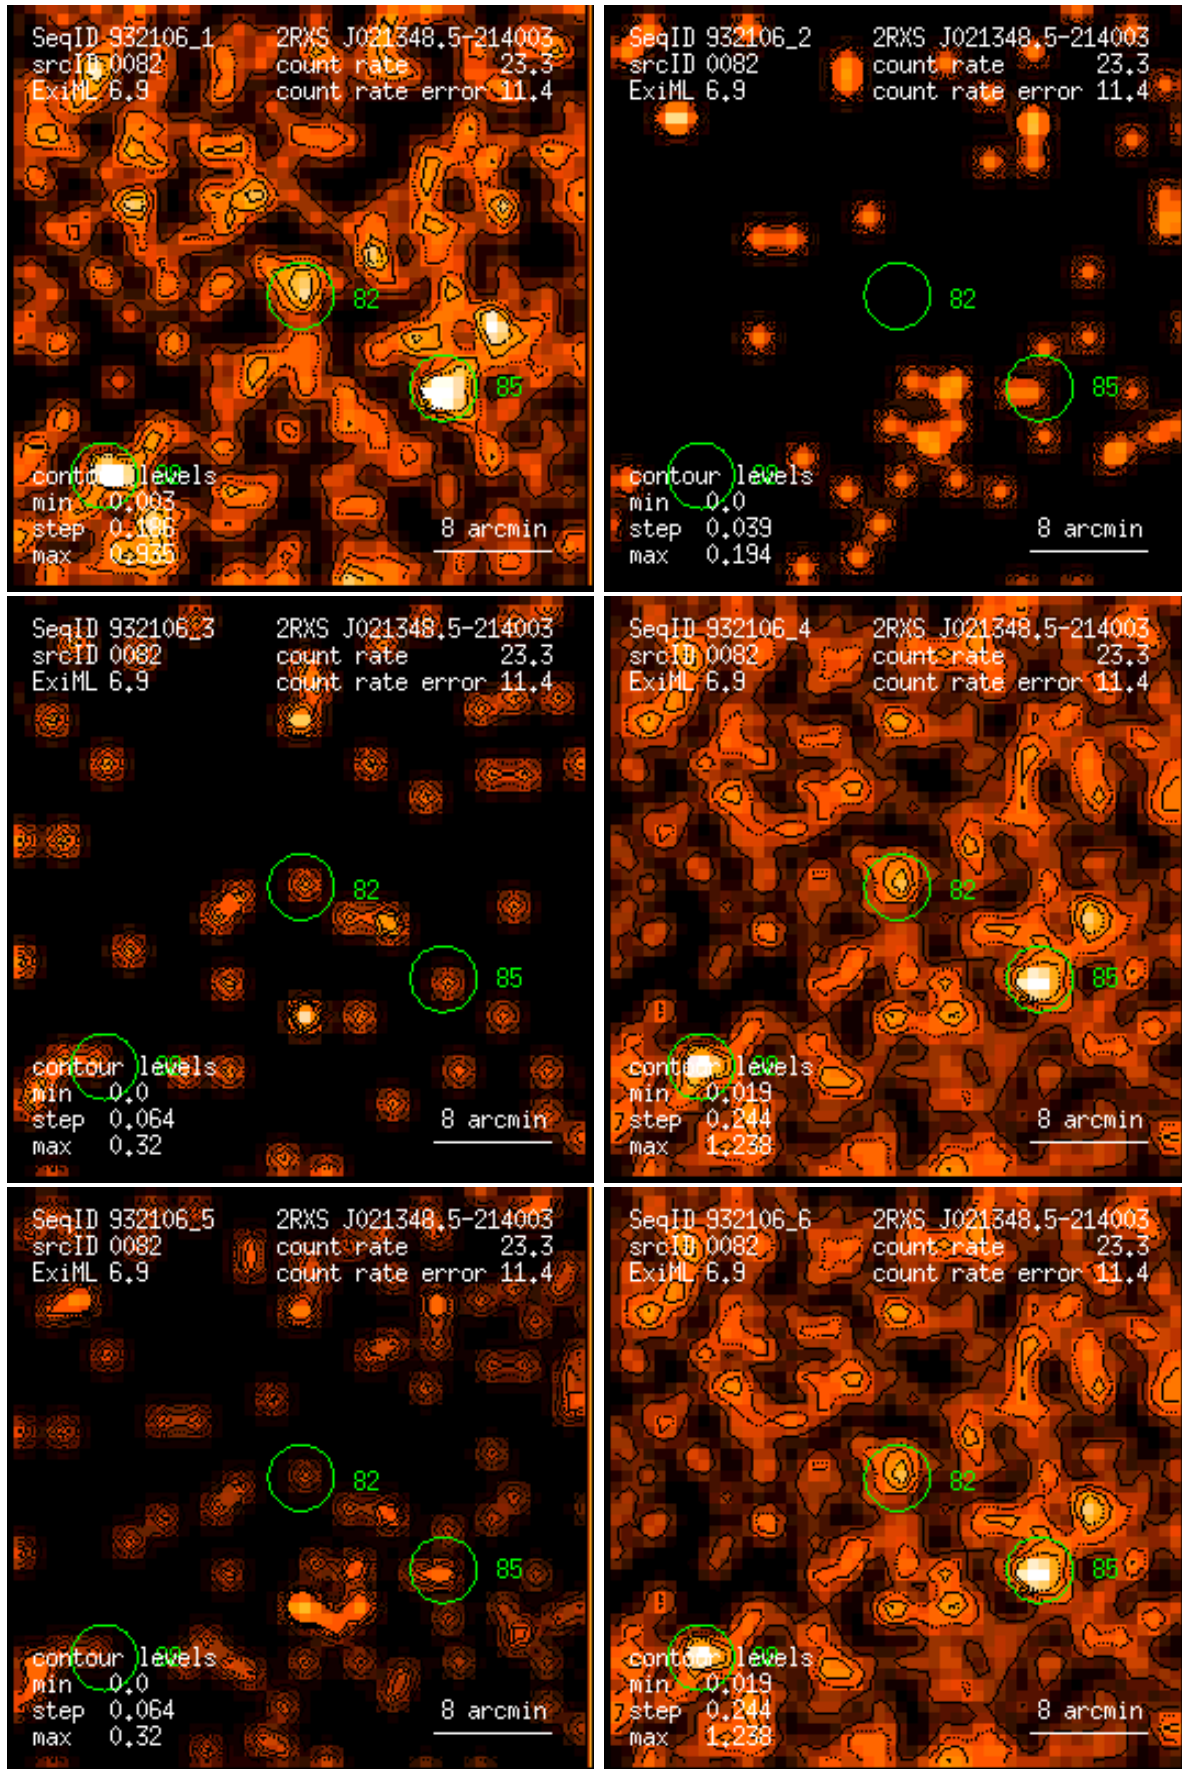 SeqID 932106_1 2RXS J021348.5-214003
srcID 0082 count rate 23.3
ExiML 6.9 count rate error 11.4
82
85
contour levels
min 0.003
step 0.186 8 arcmin
max 0.935
SeqID 932106_2 2RXS J021348.5-214003
srcID 0082 count rate 23.3
ExiML 6.9 count rate error 11.4
82
85
contour levels
min 0.0
step 0.039 8 arcmin
max 0.194
SeqID 932106_3 2RXS J021348.5-214003
srcID 0082 count rate 23.3
ExiML 6.9 count rate error 11.4
82
85
contour levels
min 0.0
step 0.064 8 arcmin
max 0.32
SeqID 932106_4 2RXS J021348.5-214003
srcID 0082 count rate 23.3
ExiML 6.9 count rate error 11.4
82
85
contour levels
min 0.019
step 0.244 8 arcmin
max 1.238
SeqID 932106_5 2RXS J021348.5-214003
srcID 0082 count rate 23.3
ExiML 6.9 count rate error 11.4
82
85
contour levels
min 0.0
step 0.064 8 arcmin
max 0.32
SeqID 932106_6 2RXS J021348.5-214003
srcID 0082 count rate 23.3
ExiML 6.9 count rate error 11.4
82
85
contour levels
min 0.019
step 0.244 8 arcmin
max 1.238